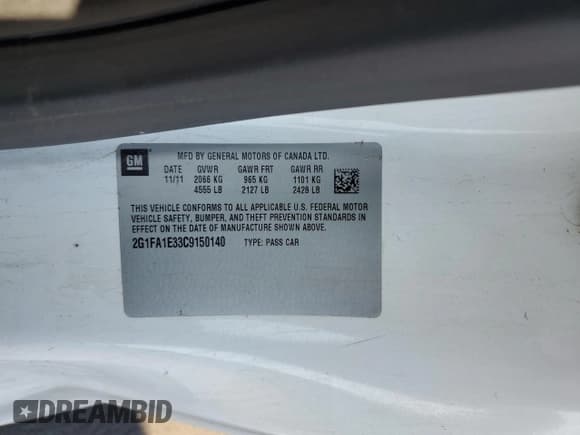 GM
MFD BY GENERAL MOTORS OF CANADA LTD.
DATE GVWR GAWR FRT GAWR RR
11/11 2066 KG 965 KG 1101 KG
4555 LB 2127 LB 2428 LB
THIS VEHICLE CONFORMS TO ALL APPLICABLE U.S. FEDERAL MOTOR
VEHICLE SAFETY, BUMPER, AND THEFT PREVENTION STANDARDS IN
EFFECT ON THE DATE OF MANUFACTURE SHOWN ABOVE.
2G1FA1E33C9150140 TYPE: PASS CAR
DREAMBID